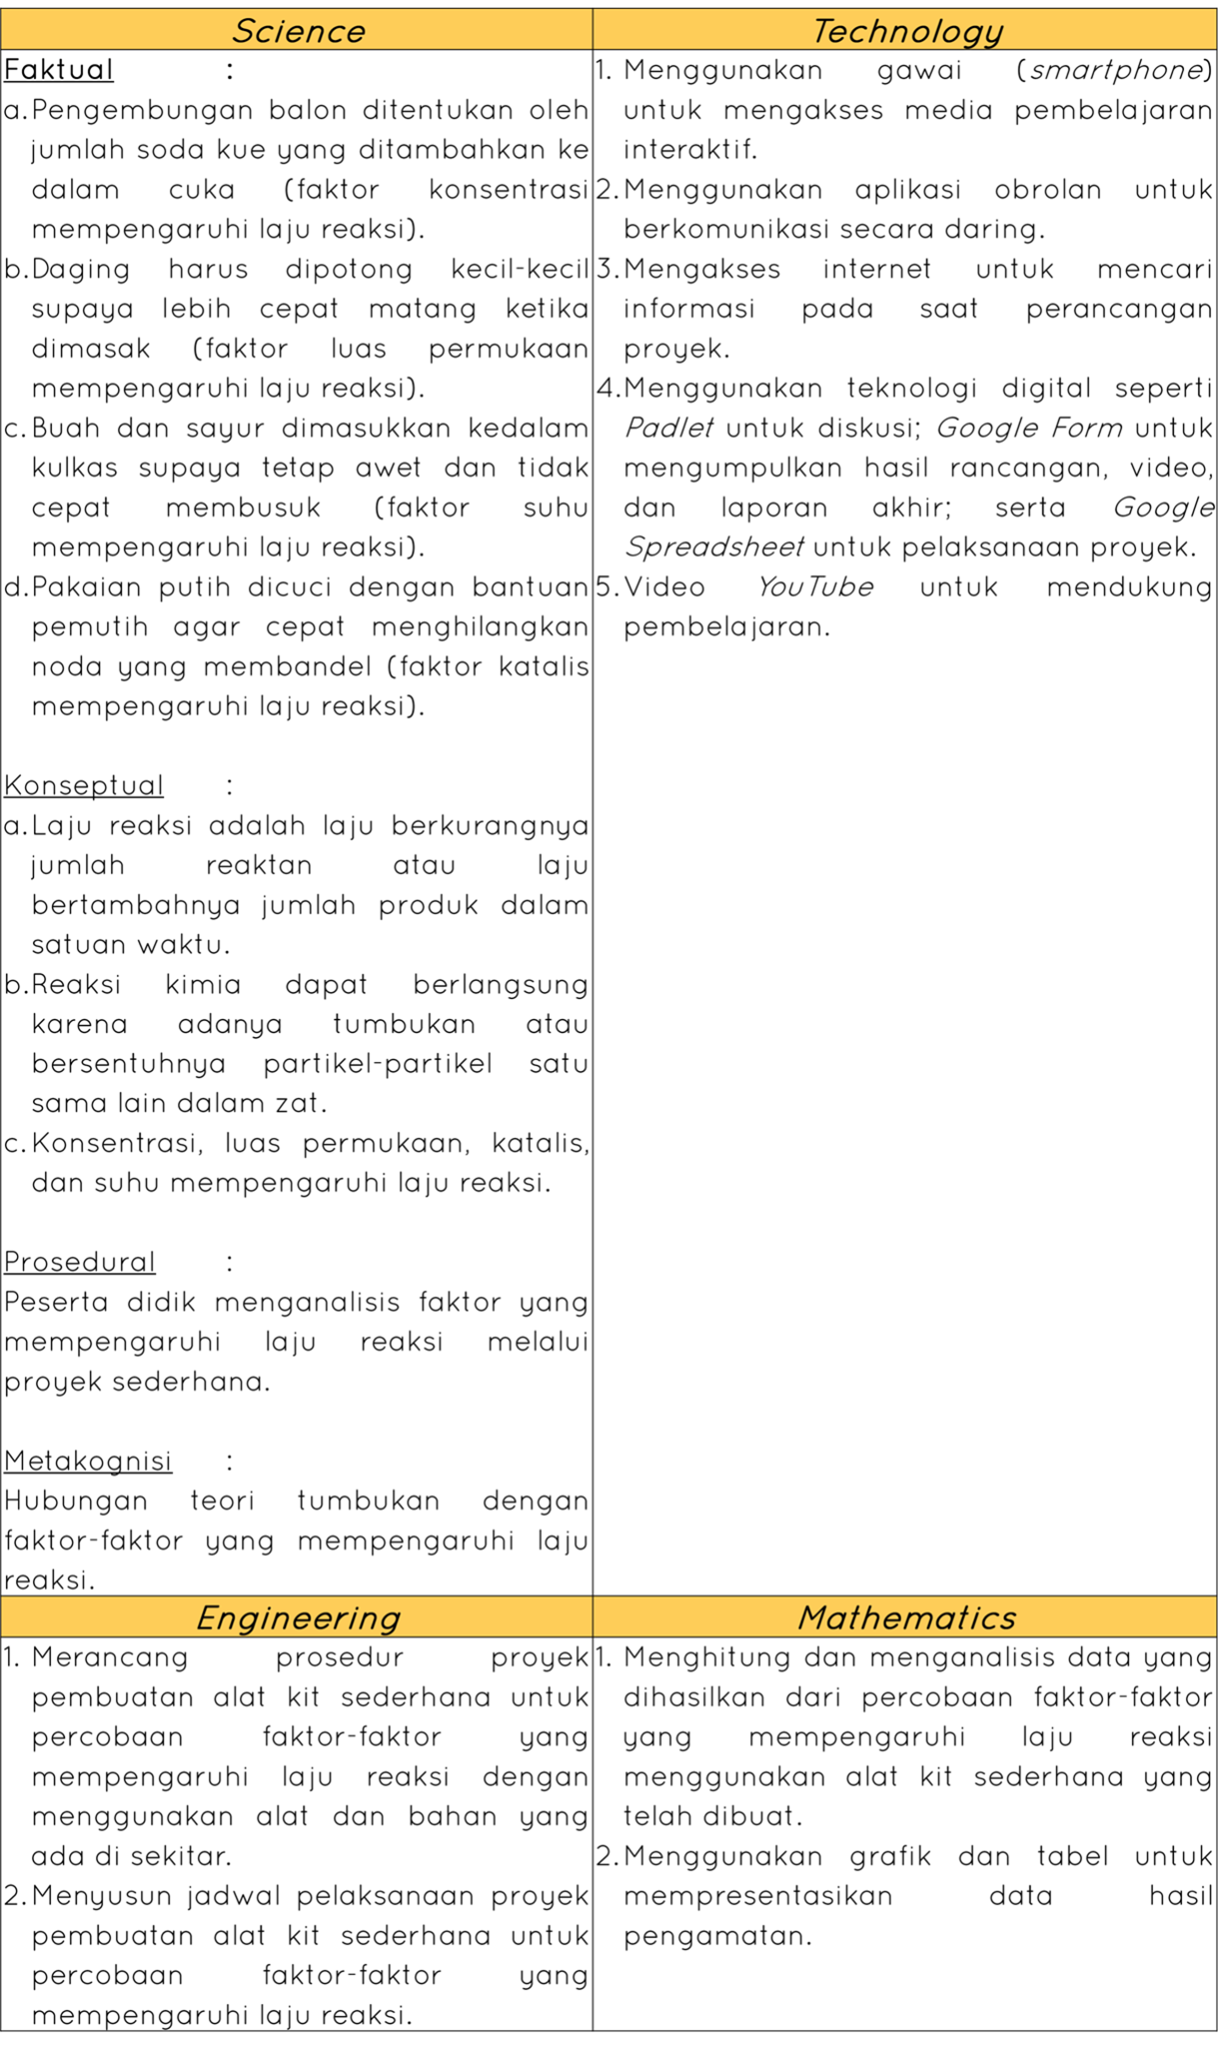 Science
Faktual :
a.Pengembungan balon ditentukan oleh
jumlah soda kue yang ditambahkan ke
dalam cuka (faktor konsentrasi
mempengaruhi laju reaksi).
b.Daging harus dipotong kecil-kecil
supaya lebih cepat matang ketika
dimasak (faktor luas permukaan
mempengaruhi laju reaksi).
c.Buah dan sayur dimasukkan kedalam
kulkas supaya tetap awet dan tidak
cepat membusuk (faktor suhu
mempengaruhi laju reaksi).
d.Pakaian putih dicuci dengan bantuan
pemutih agar cepat menghilangkan
noda yang membandel (faktor katalis
mempengaruhi laju reaksi).
Konseptual :
a.Laju reaksi adalah laju berkurangnya
jumlah reaktan atau laju
bertambahnya jumlah produk dalam
satuan waktu.
b.Reaksi kimia dapat berlangsung
karena adanya tumbukan atau
bersentuhnya partikel-partikel satu
sama lain dalam zat.
c.Konsentrasi, luas permukaan, katalis,
dan suhu mempengaruhi laju reaksi.
Prosedural :
Peserta didik menganalisis faktor yang
mempengaruhi laju reaksi melalui
proyek sederhana.
Metakognisi :
Hubungan teori tumbukan dengan
faktor-faktor yang mempengaruhi laju
reaksi.
Technology
1. Menggunakan gawai (smartphone)
untuk mengakses media pembelajaran
interaktif.
2.Menggunakan aplikasi obrolan untuk
berkomunikasi secara daring.
3.Mengakses internet untuk mencari
informasi pada saat perancangan
proyek.
4.Menggunakan teknologi digital seperti
Padlet untuk diskusi; Google Form untuk
mengumpulkan hasil rancangan, video,
dan laporan akhir; serta Google
Spreadsheet untuk pelaksanaan proyek.
5.Video YouTube untuk mendukung
pembelajaran.
Engineering
1. Merancang prosedur proyek
pembuatan alat kit sederhana untuk
percobaan faktor-faktor yang
mempengaruhi laju reaksi dengan
menggunakan alat dan bahan yang
ada di sekitar.
2.Menyusun jadwal pelaksanaan proyek
pembuatan alat kit sederhana untuk
percobaan faktor-faktor yang
mempengaruhi laju reaksi.
Mathematics
1. Menghitung dan menganalisis data yang
dihasilkan dari percobaan faktor-faktor
yang mempengaruhi laju reaksi
menggunakan alat kit sederhana yang
telah dibuat.
2.Menggunakan grafik dan tabel untuk
mempresentasikan data hasil
pengamatan.